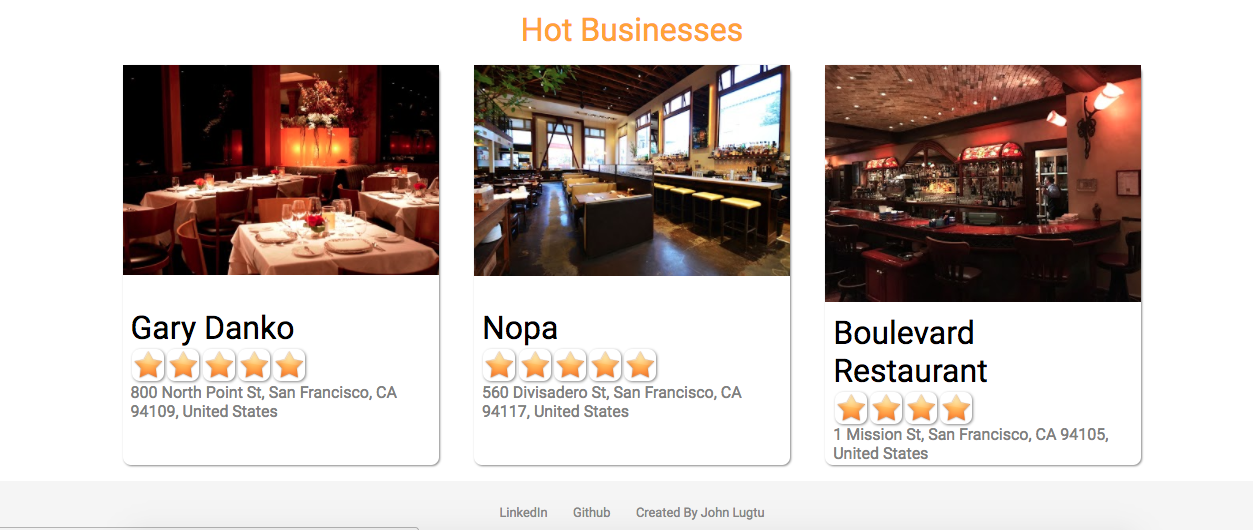 Hot Businesses
Gary Danko
800 North Point St, San Francisco, CA
94109, United States
Nopa
560 Divisadero St, San Francisco, CA
94117, United States
Boulevard
Restaurant
1 Mission St, San Francisco, CA 94105,
United States
LinkedIn Github Created By John Lugtu